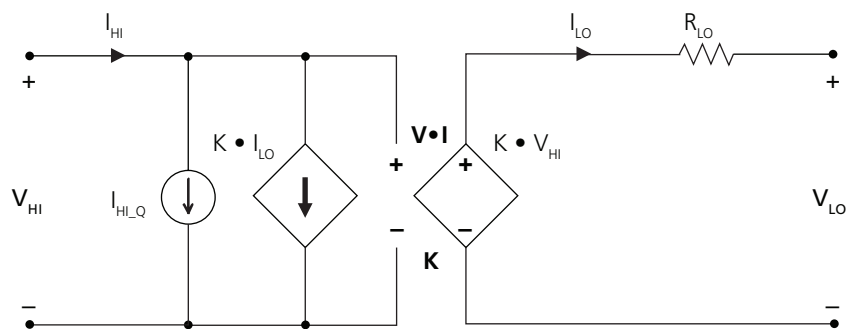 I_HI
I_LO
R_LO
+
+
K • I_LO
V•I
K • V_HI
+
+
V_HI
I_HI_Q
V_LO
–
–
K
–
–